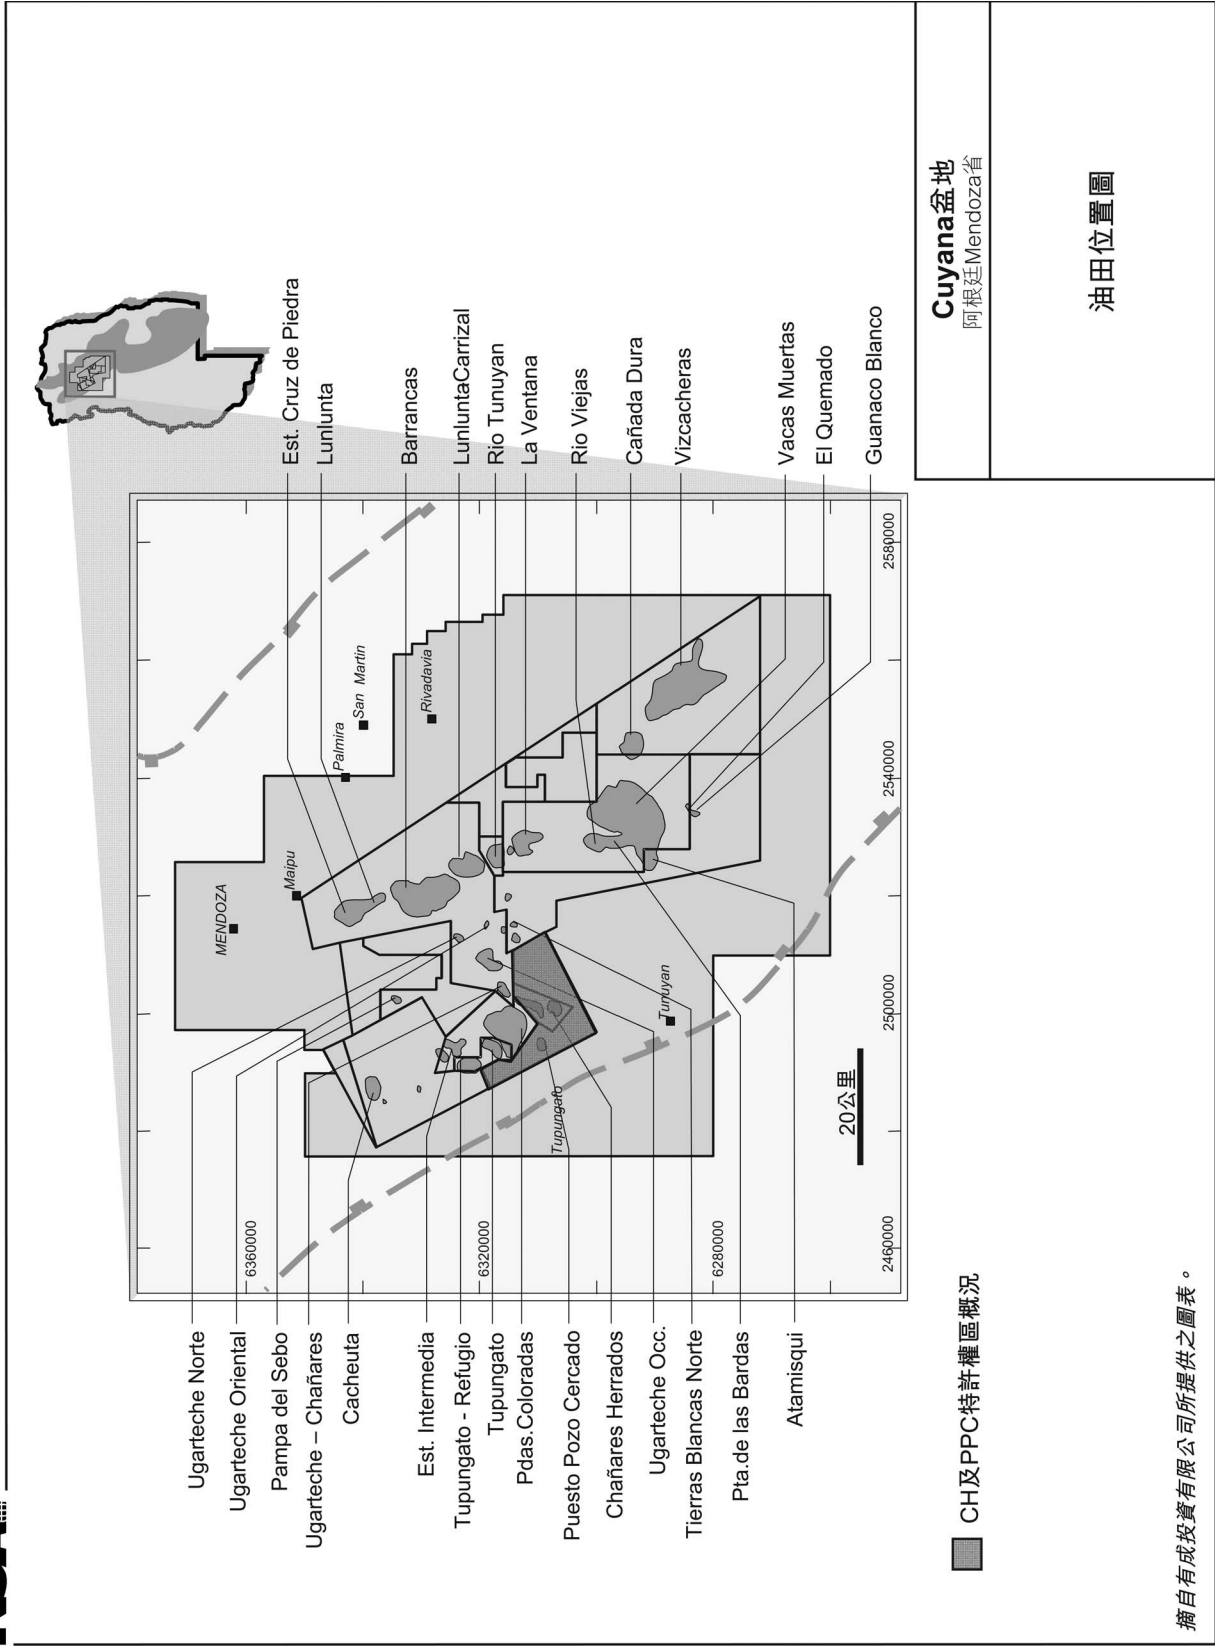 Est. Cruz de Piedra
Lunlunta
Barrancas
LunluntaCarrizal
Rio Tunuyan
La Ventana
Rio Viejas
Cañada Dura
Vizcacheras
Vacas Muertas
El Quemado
Guanaco Blanco
MENDOZA
Maipu
Palmira
San Martin
Rivadavia
Tunuyan
Tupungato
6360000
6320000
6280000
2460000
2500000
2540000
2580000
20公里
Ugarteche Norte
Ugarteche Oriental
Pampa del Sebo
Ugarteche – Chañares
Cacheuta
Est. Intermedia
Tupungato - Refugio
Tupungato
Pdas.Coloradas
Puesto Pozo Cercado
Chañares Herrados
Ugarteche Occ.
Tierras Blancas Norte
Pta.de las Bardas
Atamisqui
CH及PPC特許權區概況
Cuyana盆地
阿根廷Mendoza省
油田位置圖
摘自有成投資有限公司所提供之圖表。